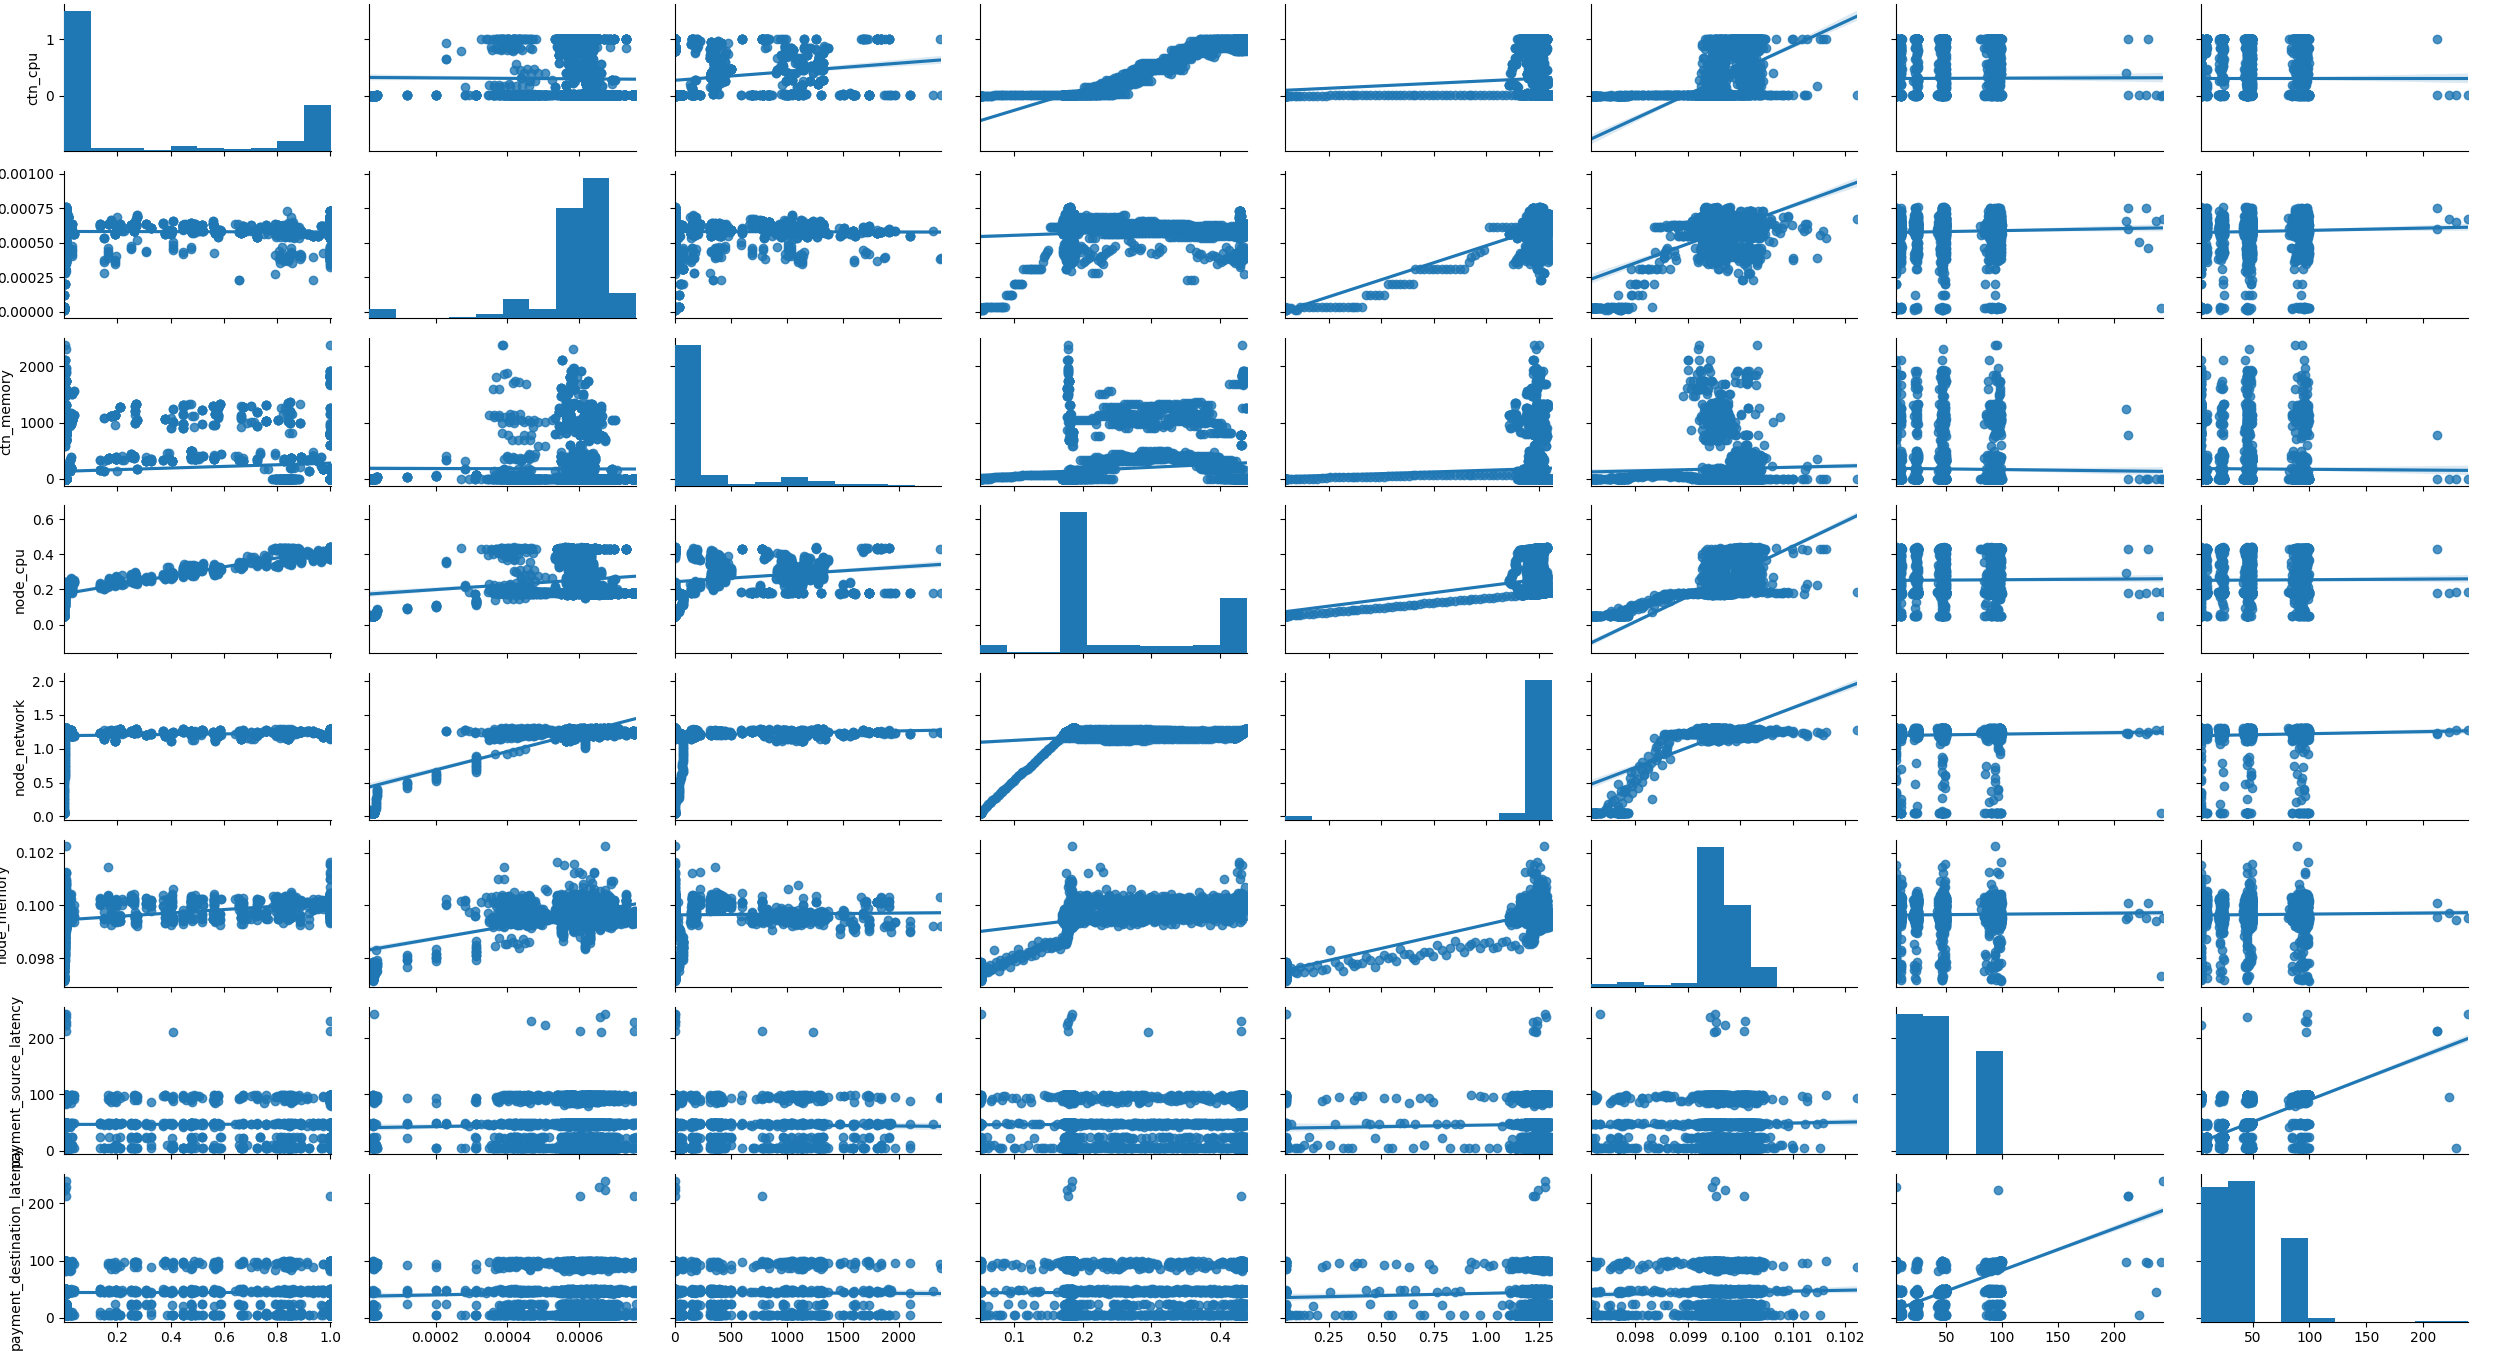 ctn_cpu
1
0
0.00100
0.00075
0.00050
0.00025
0.00000
ctn_memory
2000
1000
0
node_cpu
0.6
0.4
0.2
0.0
node_network
2.0
1.5
1.0
0.5
0.0
node_memory
0.102
0.100
0.098
payment_source_latency
200
100
0
payment_destination_latency
200
100
0
0.2 0.4 0.6 0.8 1.0
0.0002 0.0004 0.0006
0 500 1000 1500 2000
0.1 0.2 0.3 0.4
0.25 0.50 0.75 1.00 1.25
0.098 0.099 0.100 0.101 0.102
50 100 150 200
50 100 150 200